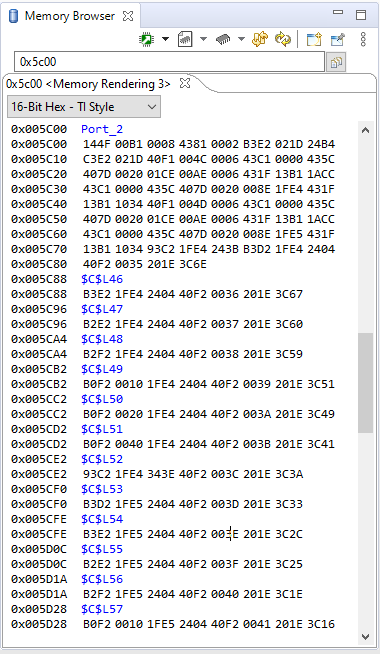 Memory Browser
0x5c00
0x5c00 <Memory Rendering 3>
16-Bit Hex - TI Style
0x005C00 Port_2
0x005C00 144F 00B1 0008 4381 0002 B3E2 021D 24B4
0x005C10 C3E2 021D 40F1 004C 0006 43C1 0000 435C
0x005C20 407D 0020 01CE 00AE 0006 431F 13B1 1ACC
0x005C30 43C1 0000 435C 407D 0020 008E 1FE4 431F
0x005C40 13B1 1034 40F1 004D 0006 43C1 0000 435C
0x005C50 407D 0020 01CE 00AE 0006 431F 13B1 1ACC
0x005C60 43C1 0000 435C 407D 0020 008E 1FE5 431F
0x005C70 13B1 1034 93C2 1FE4 243B B3D2 1FE4 2404
0x005C80 40F2 0035 201E 3C6E
0x005C88 $C$L46
0x005C88 B3E2 1FE4 2404 40F2 0036 201E 3C67
0x005C96 $C$L47
0x005C96 B2E2 1FE4 2404 40F2 0037 201E 3C60
0x005CA4 $C$L48
0x005CA4 B2F2 1FE4 2404 40F2 0038 201E 3C59
0x005CB2 $C$L49
0x005CB2 B0F2 0010 1FE4 2404 40F2 0039 201E 3C51
0x005CC2 $C$L50
0x005CC2 B0F2 0020 1FE4 2404 40F2 003A 201E 3C49
0x005CD2 $C$L51
0x005CD2 B0F2 0040 1FE4 2404 40F2 003B 201E 3C41
0x005CE2 $C$L52
0x005CE2 93C2 1FE4 343E 40F2 003C 201E 3C3A
0x005CF0 $C$L53
0x005CF0 B3D2 1FE5 2404 40F2 003D 201E 3C33
0x005CFE $C$L54
0x005CFE B3E2 1FE5 2404 40F2 003E 201E 3C2C
0x005D0C $C$L55
0x005D0C B2E2 1FE5 2404 40F2 003F 201E 3C25
0x005D1A $C$L56
0x005D1A B2F2 1FE5 2404 40F2 0040 201E 3C1E
0x005D28 $C$L57
0x005D28 B0F2 0010 1FE5 2404 40F2 0041 201E 3C16